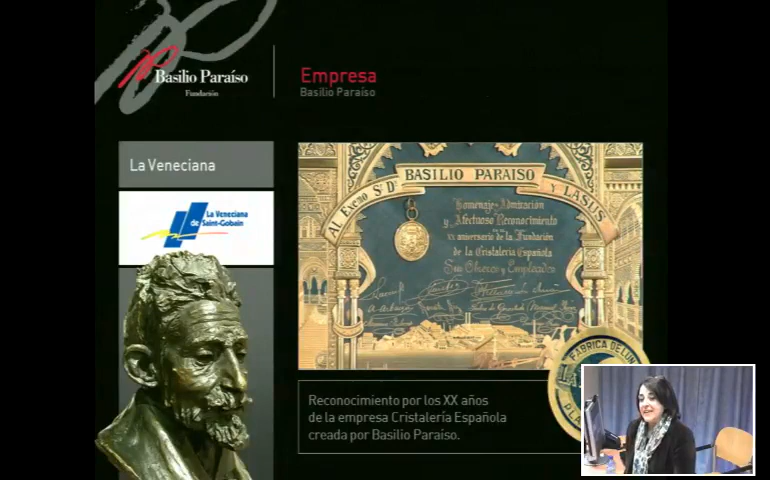 Basilio Paraíso
Fundación
Empresa
Basilio Paraíso
La Veneciana
La Veneciana
de Saint-Gobain
AL EXCMO SR DN BASILIO PARAISO Y LASUS
Homenaje Admiración
y Afectuoso Reconocimiento
XX aniversario de la Fundación
de la Cristalería Española
Sus Obreros y Empleados
FABRICA DE LUN
Reconocimiento por los XX años
de la empresa Cristalería Española
creada por Basilio Paraiso.